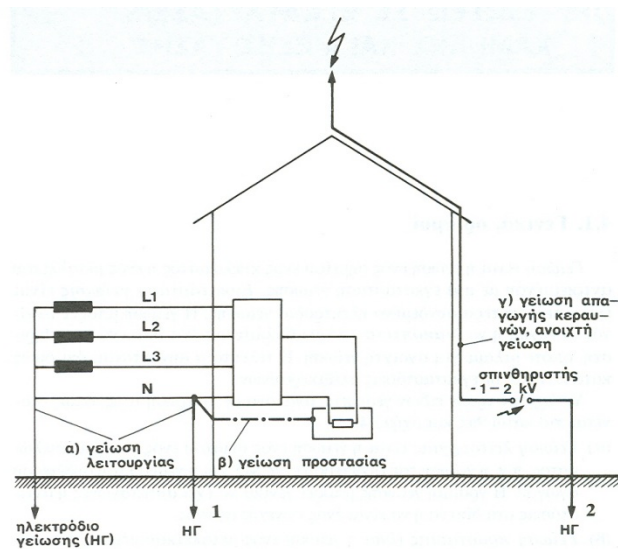 L1
L2
L3
N
γ) γείωση απα-
γωγής κεραυ-
νών, ανοιχτή
γείωση
σπινθηριστής
~1–2 kV
α) γείωση
λειτουργίας
β) γείωση προστασίας
1
2
ηλεκτρόδιο
γείωσης (ΗΓ)
ΗΓ
ΗΓ